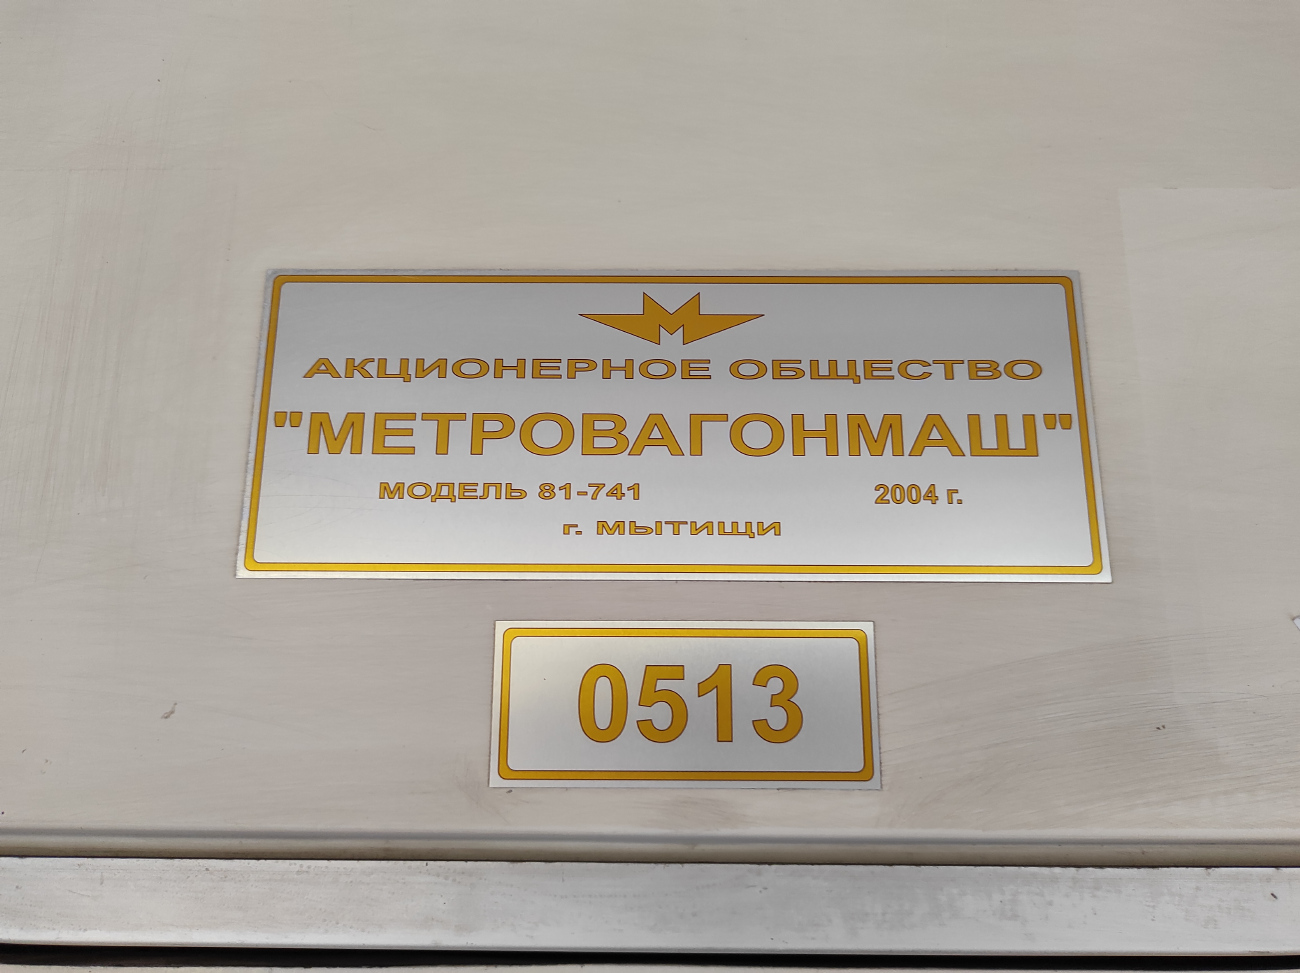 АКЦИОНЕРНОЕ ОБЩЕСТВО
"МЕТРОВАГОНМАШ"
МОДЕЛЬ 81-741 2004 г.
г. МЫТИЩИ
0513